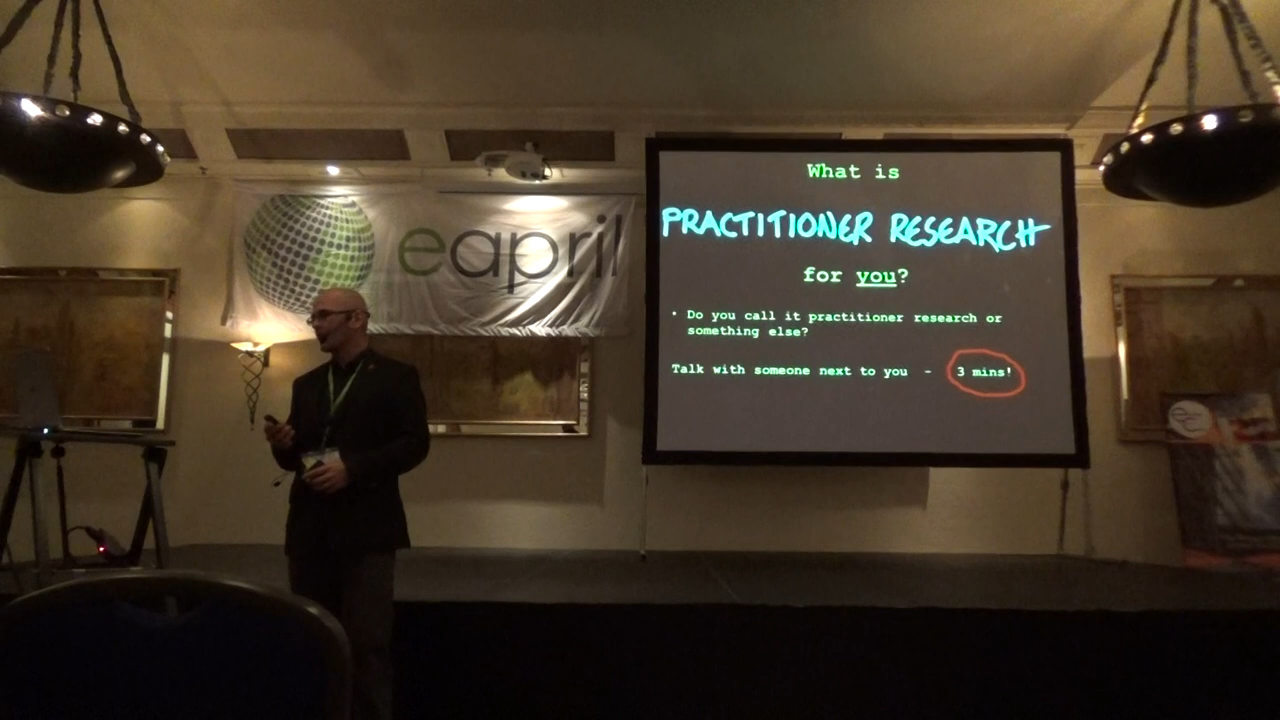 eapril
What is
PRACTITIONER RESEARCH
for you?
• Do you call it practitioner research or
something else?
Talk with someone next to you - 3 mins!